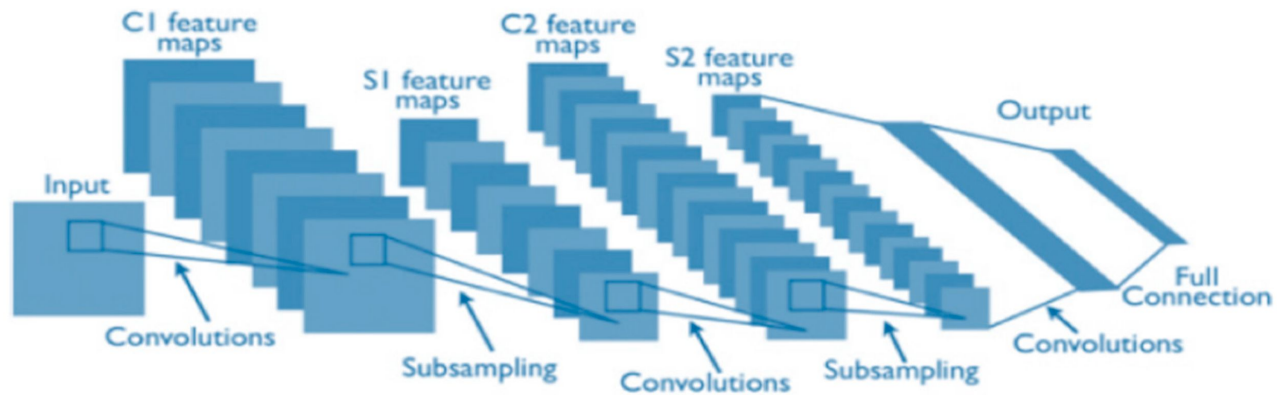 C1 feature
maps
C2 feature
maps
S1 feature
maps
S2 feature
maps
Output
Input
Full
Connection
Convolutions
Subsampling
Convolutions
Subsampling
Convolutions